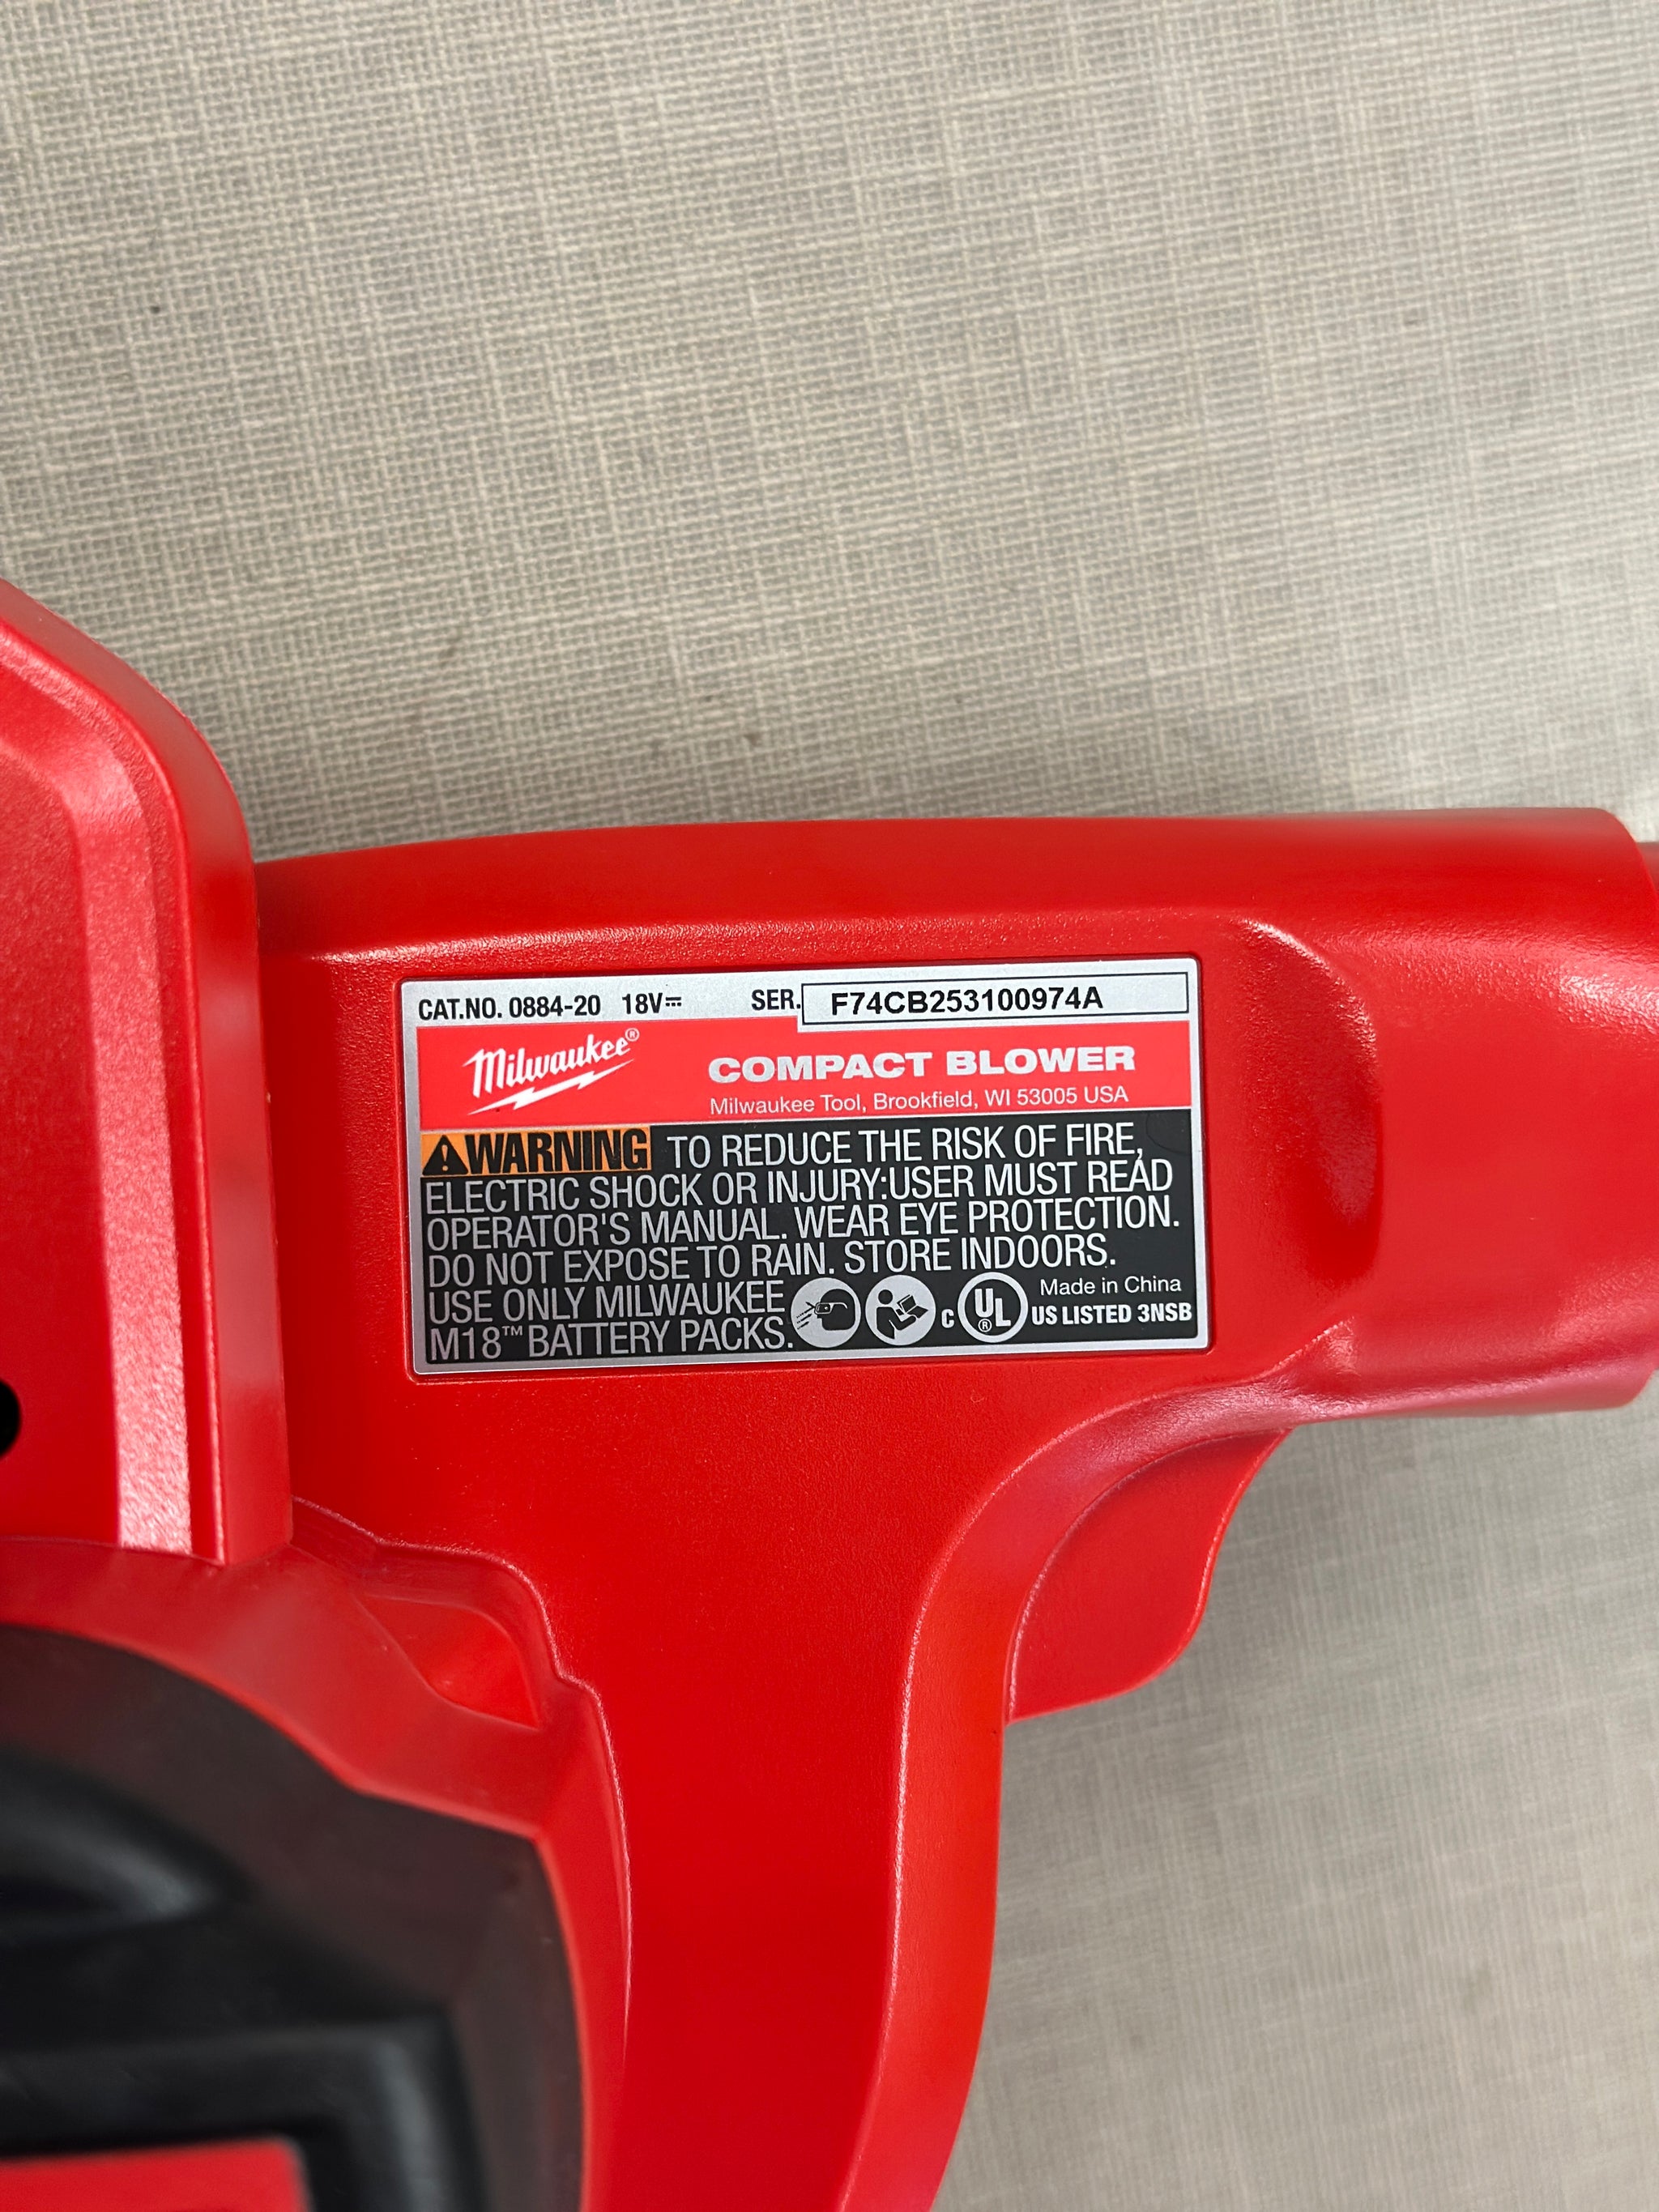 CAT.NO. 0884-20 18V⎓ SER. F74CB253100974A
Milwaukee®
COMPACT BLOWER
Milwaukee Tool, Brookfield, WI 53005 USA
WARNING TO REDUCE THE RISK OF FIRE,
ELECTRIC SHOCK OR INJURY:USER MUST READ
OPERATOR'S MANUAL. WEAR EYE PROTECTION.
DO NOT EXPOSE TO RAIN. STORE INDOORS.
USE ONLY MILWAUKEE
M18™ BATTERY PACKS.
Made in China
C UL® US LISTED 3NSB